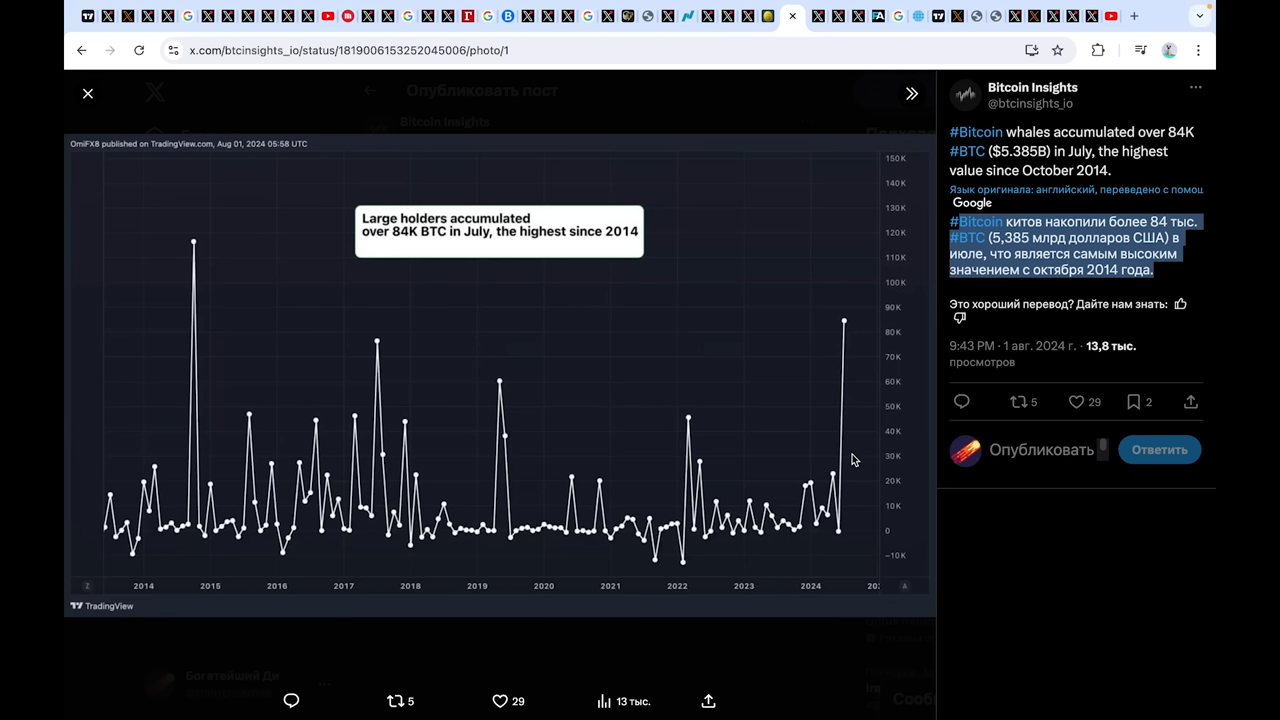 x.com/btcinsights_io/status/1819006153252045006/photo/1
Опубликовать пост
Bitcoin Insights
OmiFX8 published on TradingView.com, Aug 01, 2024 05:58 UTC
Large holders accumulated
over 84K BTC in July, the highest since 2014
150K
140K
130K
120K
110K
100K
90K
80K
70K
60K
50K
40K
30K
20K
10K
0
−10K
Z
2014
2015
2016
2017
2018
2019
2020
2021
2022
2023
2024
A
TradingView
Богатейший Ди
5
29
13 тыс.
Bitcoin Insights
@btcinsights_io
#Bitcoin whales accumulated over 84K
#BTC ($5.385B) in July, the highest
value since October 2014.
Язык оригинала: английский, переведено с помощ
Google
#Bitcoin китов накопили более 84 тыс.
#BTC (5,385 млрд долларов США) в
июле, что является самым высоким
значением с октября 2014 года.
Это хороший перевод? Дайте нам знать:
9:43 PM · 1 авг. 2024 г. · 13,8 тыс.
просмотров
5
29
2
Опубликовать
Ответить